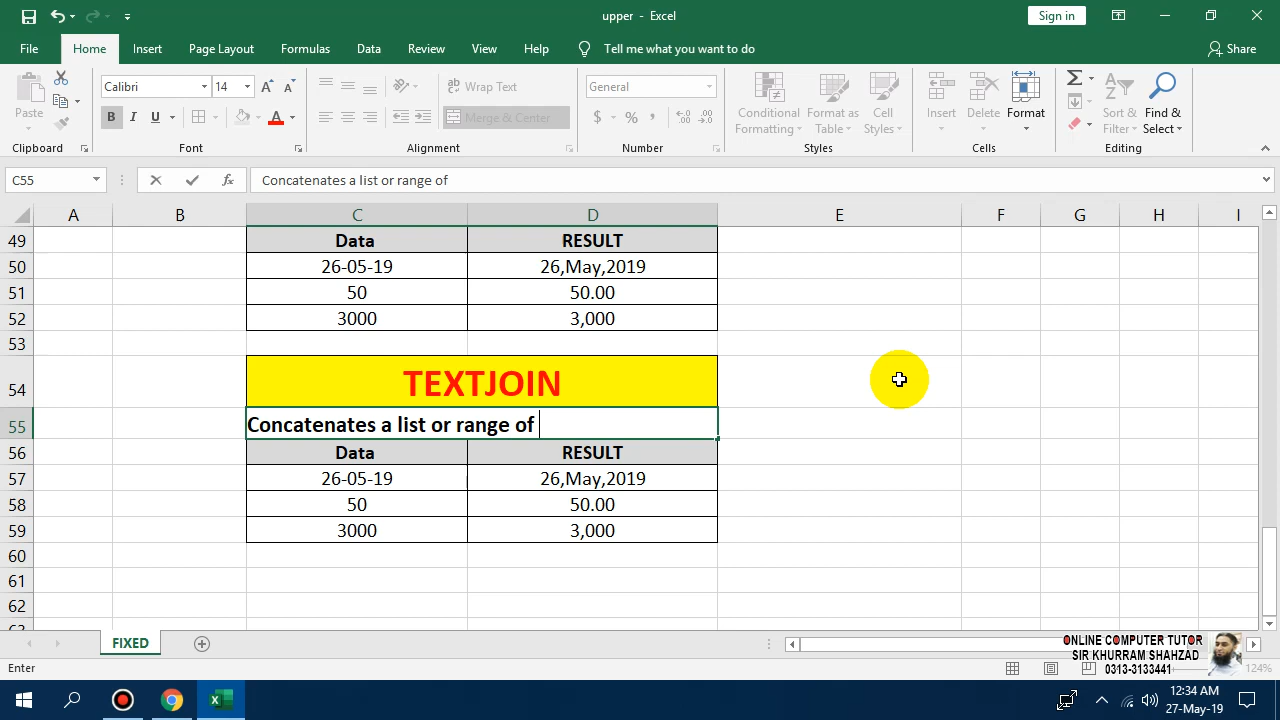 upper - Excel
Sign in
File Home Insert Page Layout Formulas Data Review View Help Tell me what you want to do Share
Paste
Clipboard
Calibri 14
B I U
Font
Wrap Text
Merge & Center
Alignment
General
$ % ,
Number
Conditional Formatting
Format as Table
Cell Styles
Styles
Insert Delete Format
Cells
Sort & Filter
Find & Select
Editing
C55 fx Concatenates a list or range of
A B C D E F G H I
49 Data RESULT
50 26-05-19 26,May,2019
51 50 50.00
52 3000 3,000
53
54 TEXTJOIN
55 Concatenates a list or range of
56 Data RESULT
57 26-05-19 26,May,2019
58 50 50.00
59 3000 3,000
60
61
62
63
FIXED
ONLINE COMPUTER TUTOR
SIR KHURRAM SHAHZAD
0313-3133441
Enter
124%
12:34 AM
27-May-19